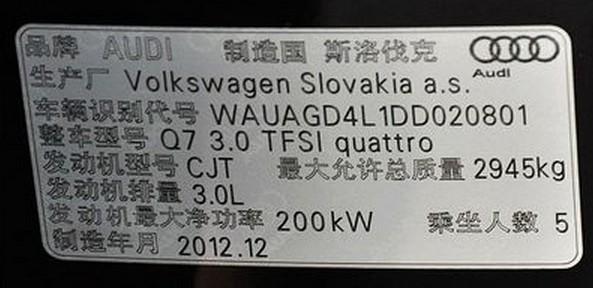 品牌 AUDI 制造国 斯洛伐克
Audi
生产厂 Volkswagen Slovakia a.s.
车辆识别代号 WAUAGD4L1DD020801
整车型号 Q7 3.0 TFSI quattro
发动机型号 CJT 最大允许总质量 2945kg
发动机排量 3.0L
发动机最大净功率 200kW 乘坐人数 5
制造年月 2012.12